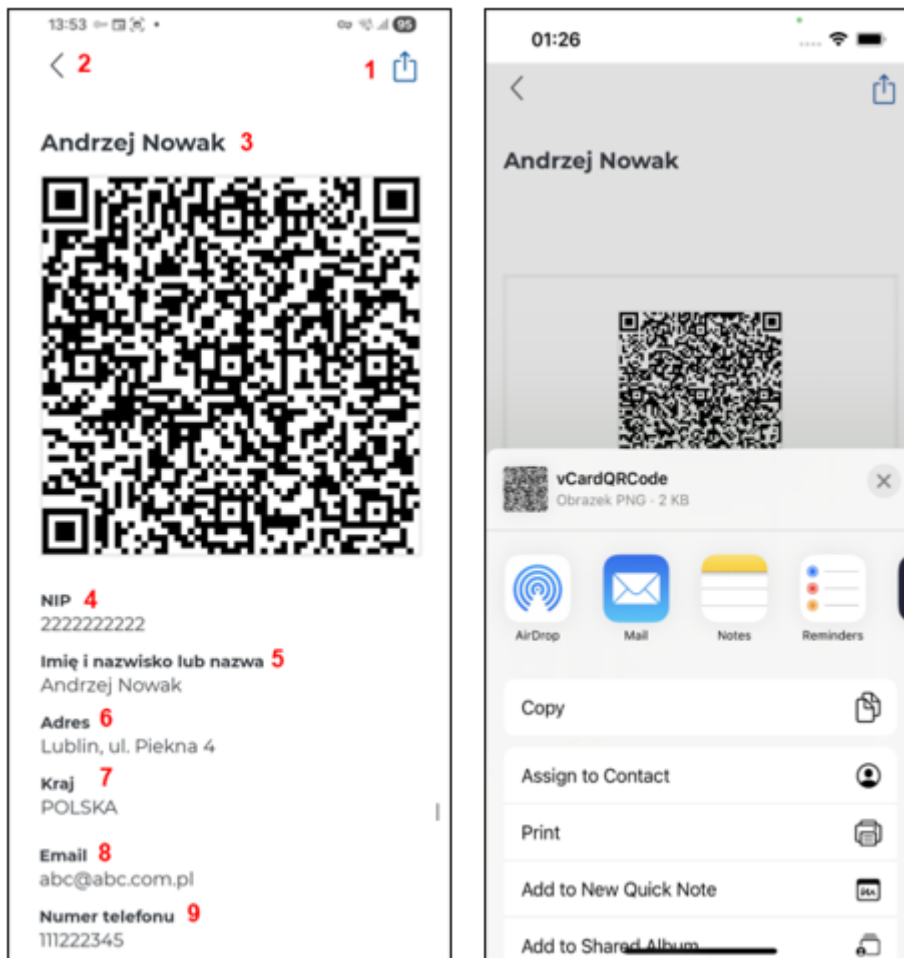 13:53
95
2
1
Andrzej Nowak 3
NIP 4
2222222222
Imię i nazwisko lub nazwa 5
Andrzej Nowak
Adres 6
Lublin, ul. Piekna 4
Kraj 7
POLSKA
Email 8
abc@abc.com.pl
Numer telefonu 9
111222345
01:26
Andrzej Nowak
vCardQRCode
Obrazek PNG · 2 KB
AirDrop
Mail
Notes
Reminders
Copy
Assign to Contact
Print
Add to New Quick Note
Add to Shared Album